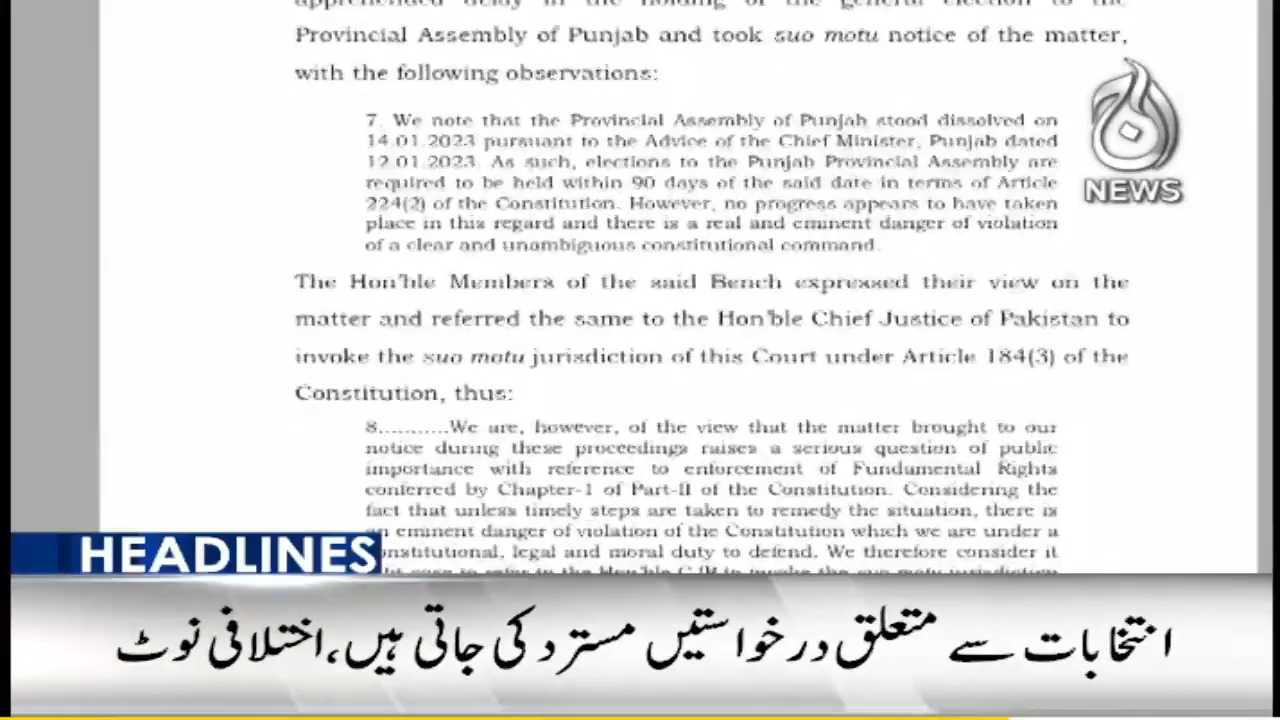 Provincial Assembly of Punjab and took suo motu notice of the matter,
with the following observations:
7. We note that the Provincial Assembly of Punjab stood dissolved on
14.01.2023 pursuant to the Advice of the Chief Minister, Punjab dated
12.01.2023. As such, elections to the Punjab Provincial Assembly are
required to be held within 90 days of the said date in terms of Article
224(2) of the Constitution. However, no progress appears to have taken
place in this regard and there is a real and eminent danger of violation
of a clear and unambiguous constitutional command.
NEWS
The Hon'ble Members of the said Bench expressed their view on the
matter and referred the same to the Hon'ble Chief Justice of Pakistan to
invoke the suo motu jurisdiction of this Court under Article 184(3) of the
Constitution, thus:
8..........We are, however, of the view that the matter brought to our
notice during these proceedings raises a serious question of public
importance with reference to enforcement of Fundamental Rights
conferred by Chapter-1 of Part-II of the Constitution. Considering the
fact that unless timely steps are taken to remedy the situation, there is
eminent danger of violation of the Constitution which we are under a
legal and moral duty to defend. We therefore consider it
HEADLINES
انتخابات سے متعلق درخواستیں مسترد کی جاتی ہیں، اختلافی نوٹ